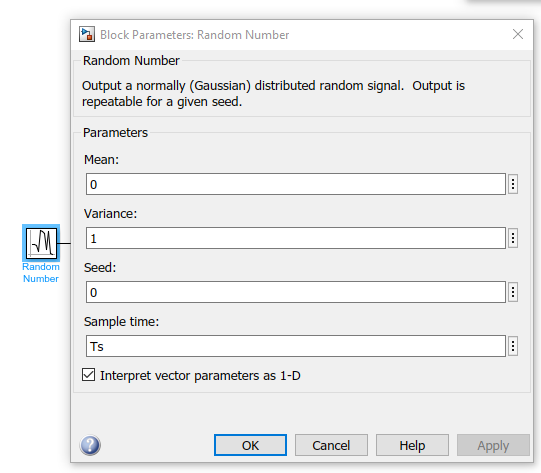 Block Parameters: Random Number
Random Number
Output a normally (Gaussian) distributed random signal.  Output is
repeatable for a given seed.
Parameters
Mean:
0
Variance:
1
Seed:
0
Sample time:
Ts
Interpret vector parameters as 1-D
OK
Cancel
Help
Apply
Random
Number